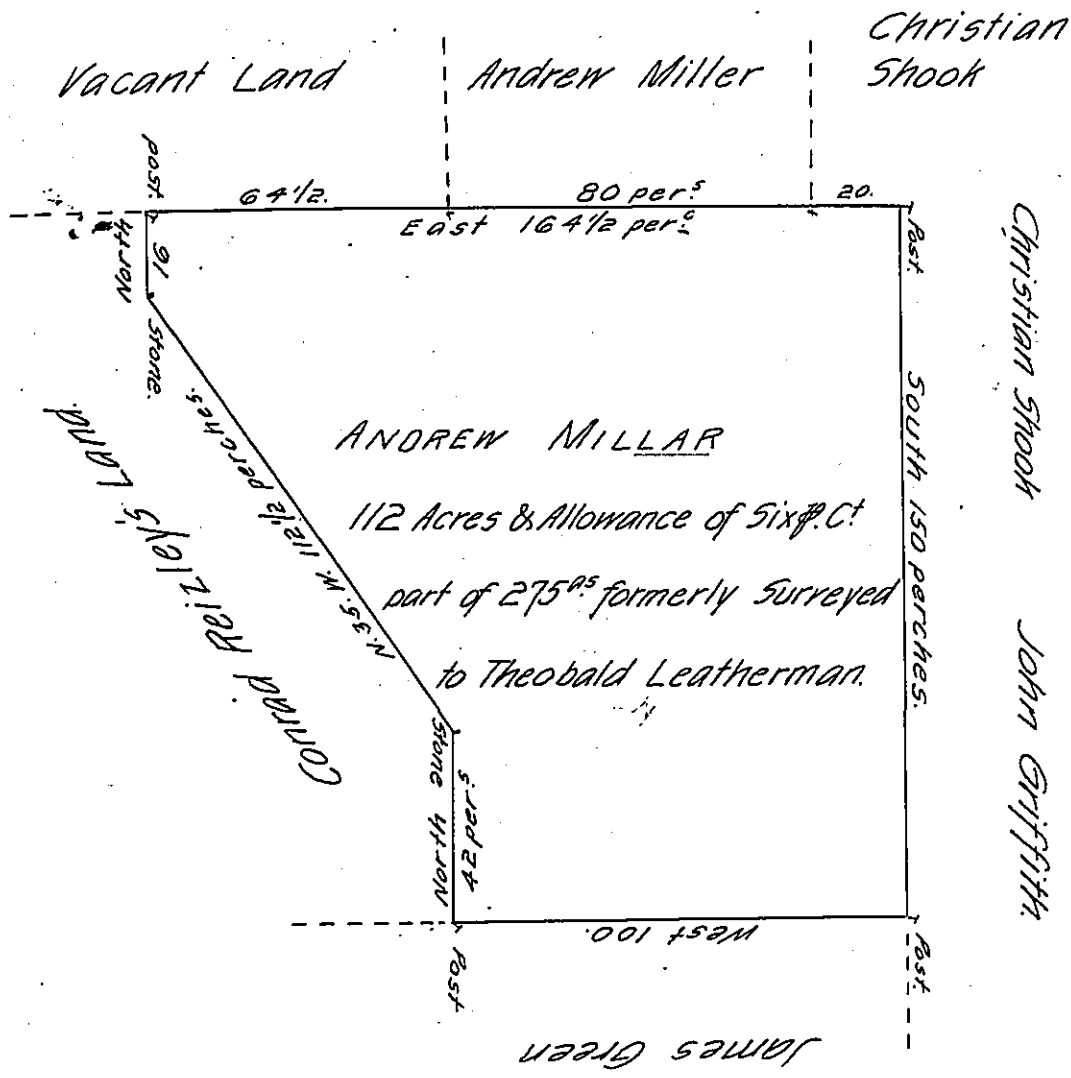 Christian
Shook
Vacant Land
Andrew Miller
64 1/2.
80 per.s
20.
East 164 1/2 per.s
Post.
Post.
North
16
Stone.
Christian Shook
South 150 perches.
John Griffith.
ANDREW MILLAR
112 Acres & Allowance of Six ⅌. Ct
part of 275as. formerly Surveyed
to Theobald Leatherman.
N. 35. W. 112 1/2 perches.
Conrad Reizley's Land.
Stone North
42 per.s
West 100.
Post
Post.
James Green